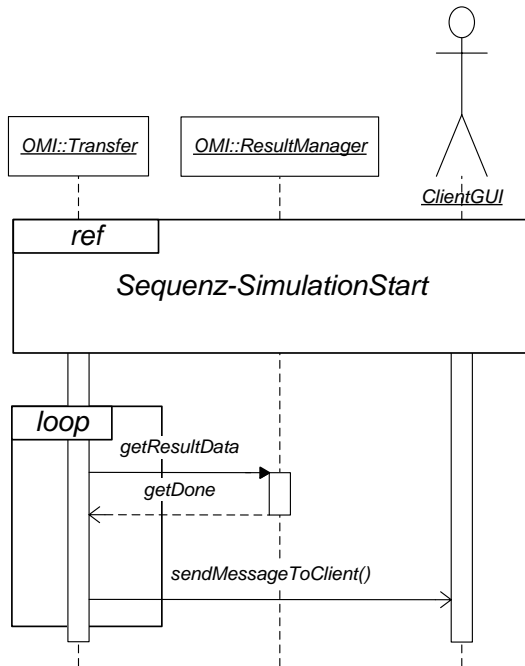 OMI::Transfer
OMI::ResultManager
ClientGUI
ref
Sequenz-SimulationStart
loop
getResultData
getDone
sendMessageToClient()